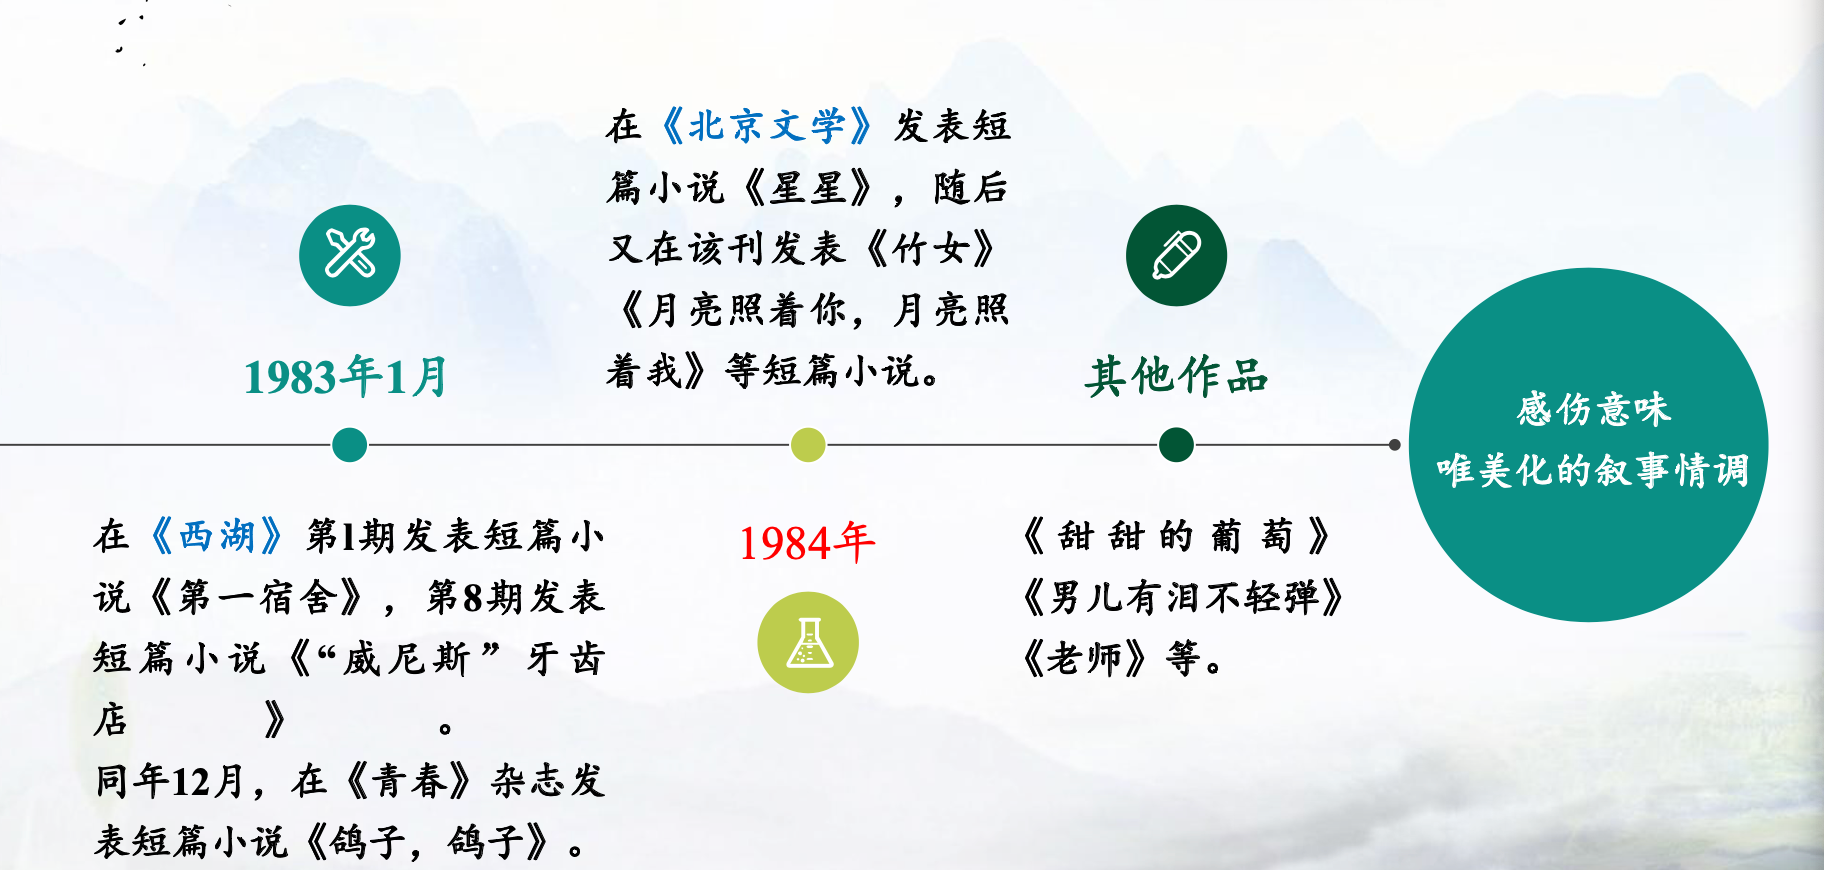 1983年1月
在《西湖》第1期发表短篇小
说《第一宿舍》，第8期发表
短篇小说《“威尼斯”牙齿
店》。
同年12月，在《青春》杂志发
表短篇小说《鸽子，鸽子》。
在《北京文学》发表短
篇小说《星星》，随后
又在该刊发表《竹女》
《月亮照着你，月亮照
着我》等短篇小说。
1984年
其他作品
《甜甜的葡萄》
《男儿有泪不轻弹》
《老师》等。
感伤意味
唯美化的叙事情调